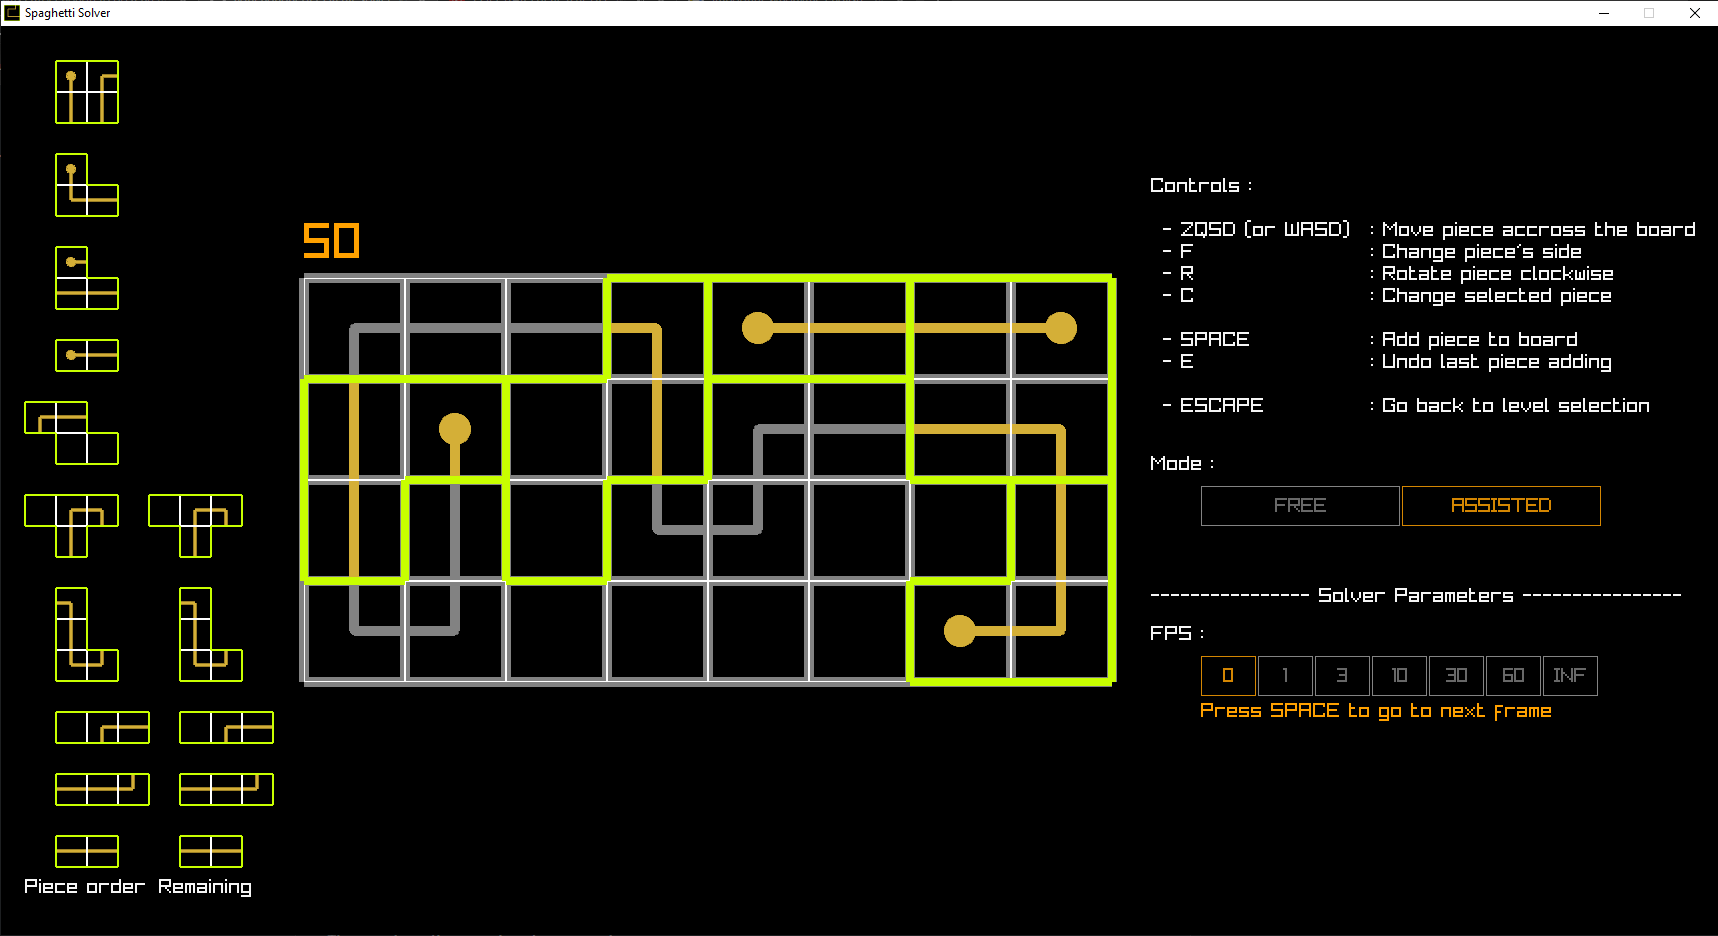 Spaghetti Solver
50
Controls :
- ZQSD (or WASD) : Move piece accross the board
- F : Change piece's side
- R : Rotate piece clockwise
- C : Change selected piece
- SPACE : Add piece to board
- E : Undo last piece adding
- ESCAPE : Go back to level selection
Mode :
FREE ASSISTED
---------------- Solver Parameters ----------------
FPS :
0 1 3 10 30 60 INF
Press SPACE to go to next frame
Piece order Remaining